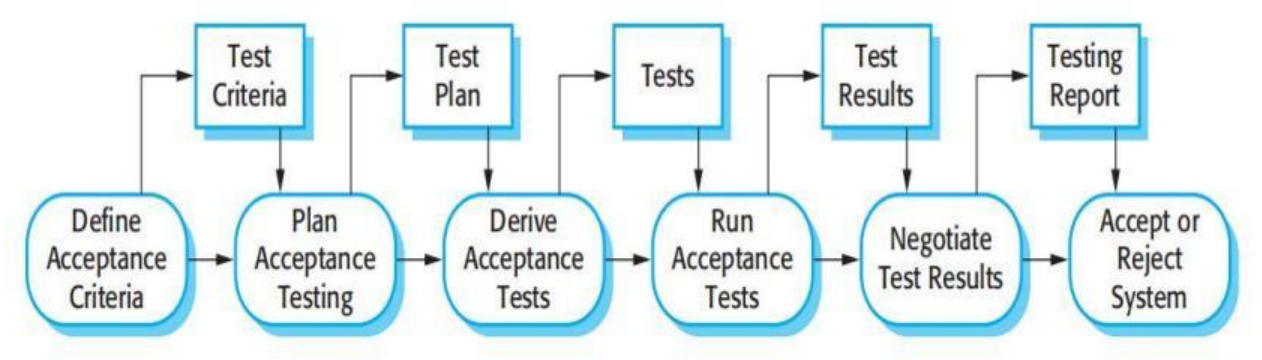 Test
Criteria
Test
Plan
Tests
Test
Results
Testing
Report
Define
Acceptance
Criteria
Plan
Acceptance
Testing
Derive
Acceptance
Tests
Run
Acceptance
Tests
Negotiate
Test Results
Accept or
Reject
System